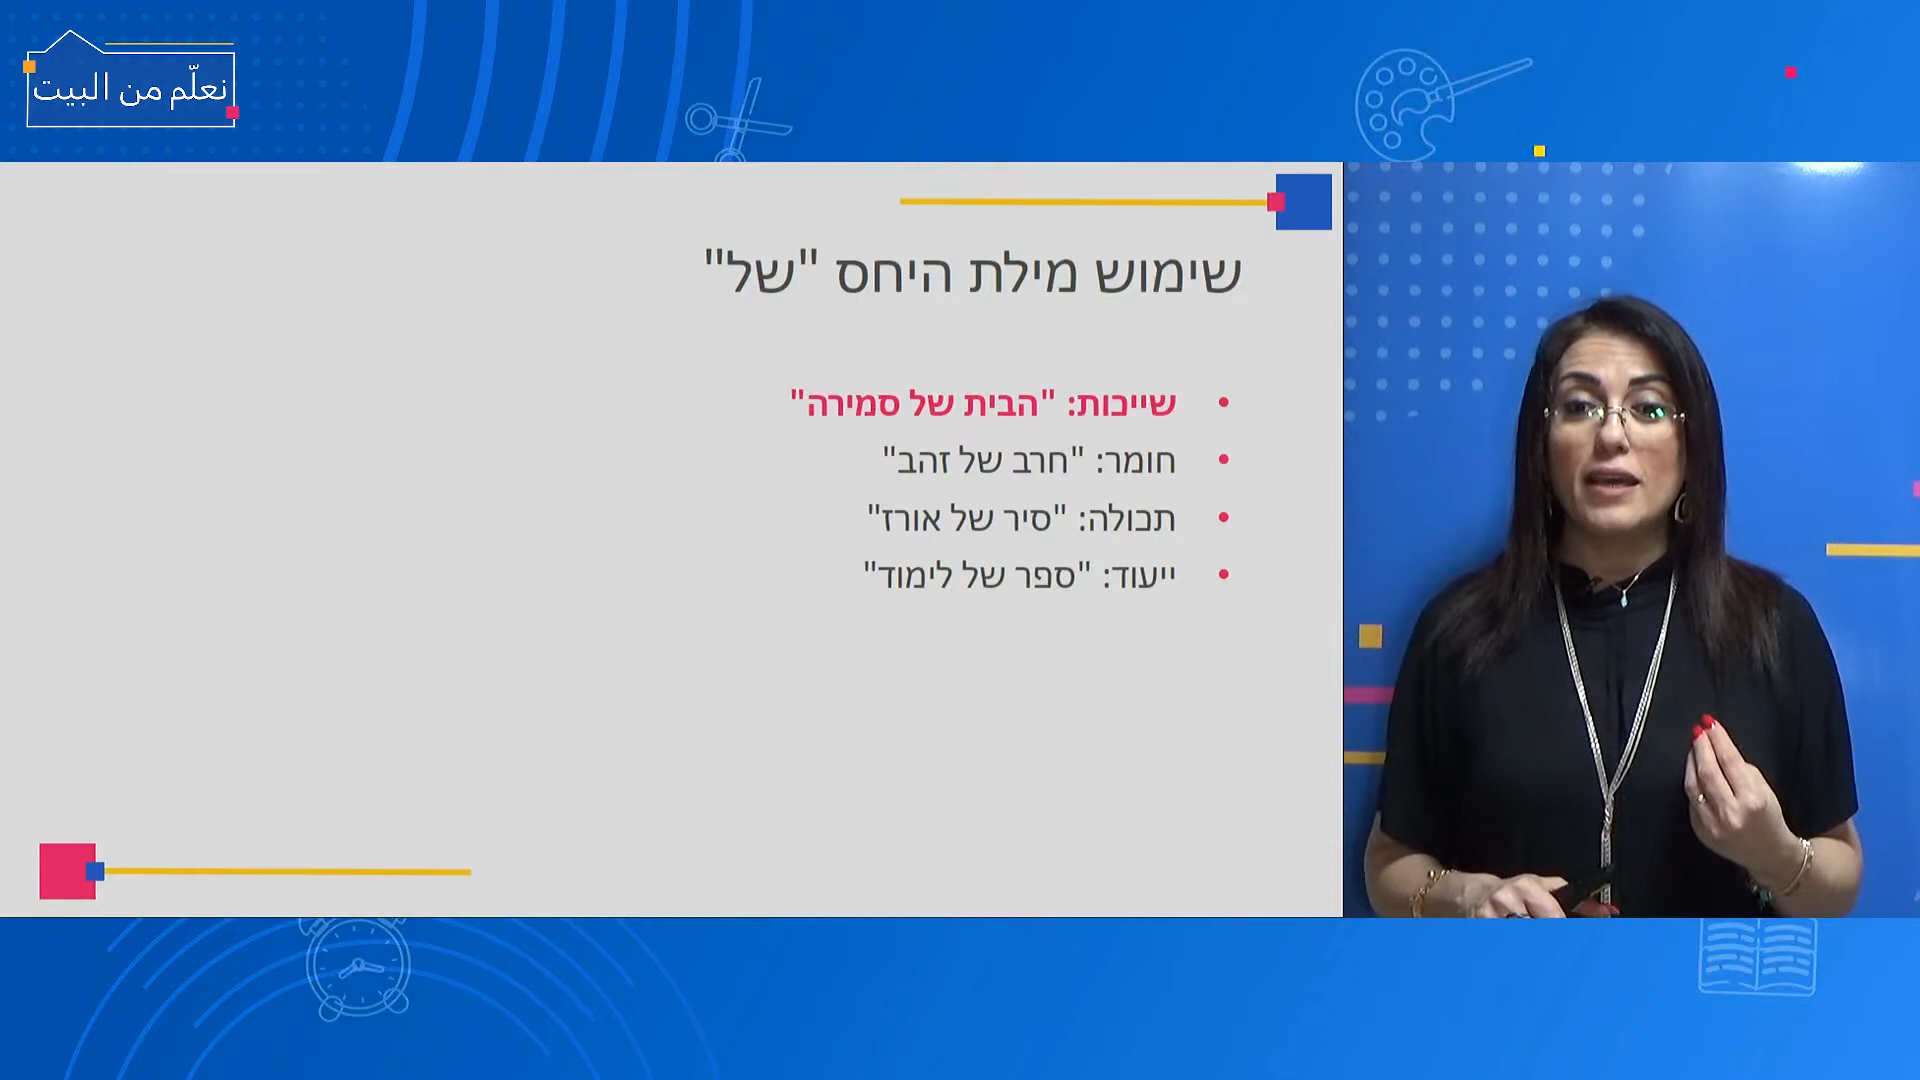 نعلّم من البيت
שימוש מילת היחס "של"
• שייכות: "הבית של סמירה"
• חומר: "חרב של זהב"
• תכולה: "סיר של אורז"
• ייעוד: "ספר של לימוד"